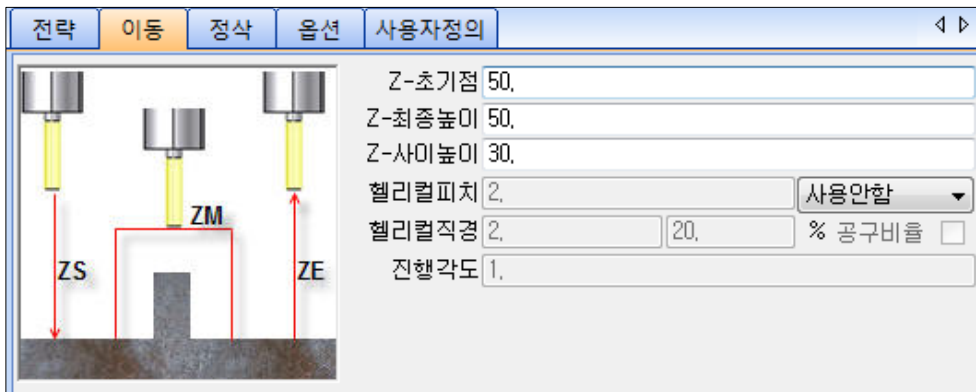 전략 이동 정삭 옵션 사용자정의
Z-초기점 50,
Z-최종높이 50,
Z-사이높이 30,
헬리컬피치 2, 사용안함
헬리컬직경 2, 20, % 공구비율
진행각도 1,
ZM
ZS ZE